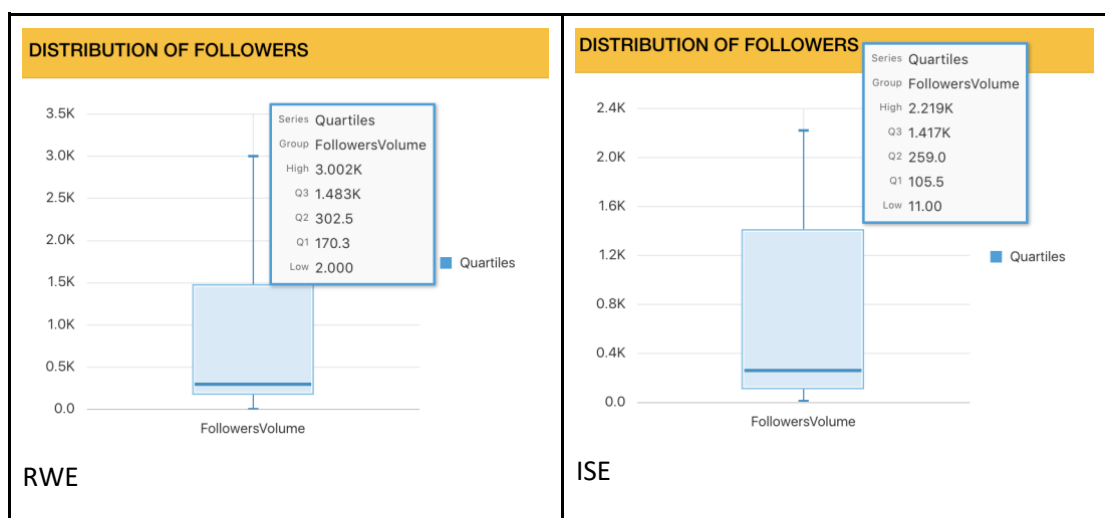 DISTRIBUTION OF FOLLOWERS
3.5K
3.0K
2.5K
2.0K
1.5K
1.0K
0.5K
0.0
Series Quartiles
Group FollowersVolume
High 3.002K
Q3 1.483K
Q2 302.5
Q1 170.3
Low 2.000
Quartiles
FollowersVolume
RWE
DISTRIBUTION OF FOLLOWERS
2.4K
2.0K
1.6K
1.2K
0.8K
0.4K
0.0
Series Quartiles
Group FollowersVolume
High 2.219K
Q3 1.417K
Q2 259.0
Q1 105.5
Low 11.00
Quartiles
FollowersVolume
ISE